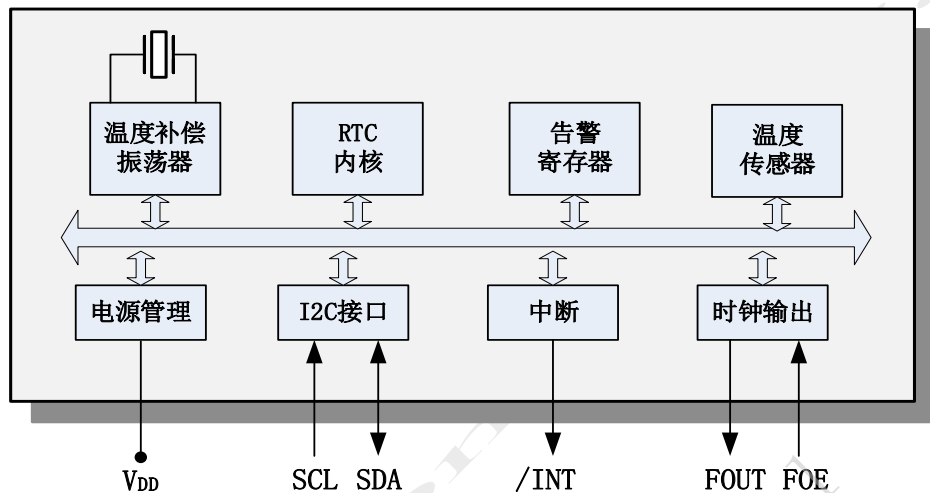 温度补偿
振荡器
RTC
内核
告警
寄存器
温度
传感器
电源管理
I2C接口
中断
时钟输出
VDD
SCL
SDA
/INT
FOUT
FOE